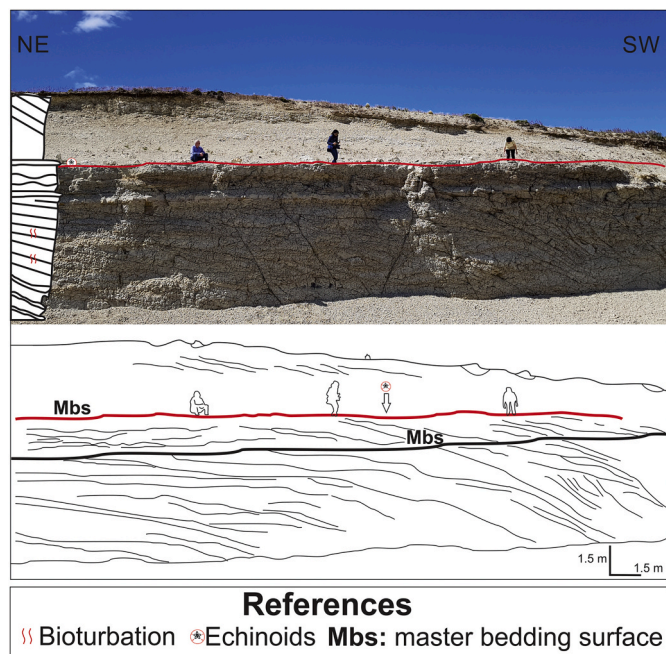 NE SW
Mbs
Mbs
1.5 m
1.5 m
References
Bioturbation Echinoids Mbs: master bedding surface